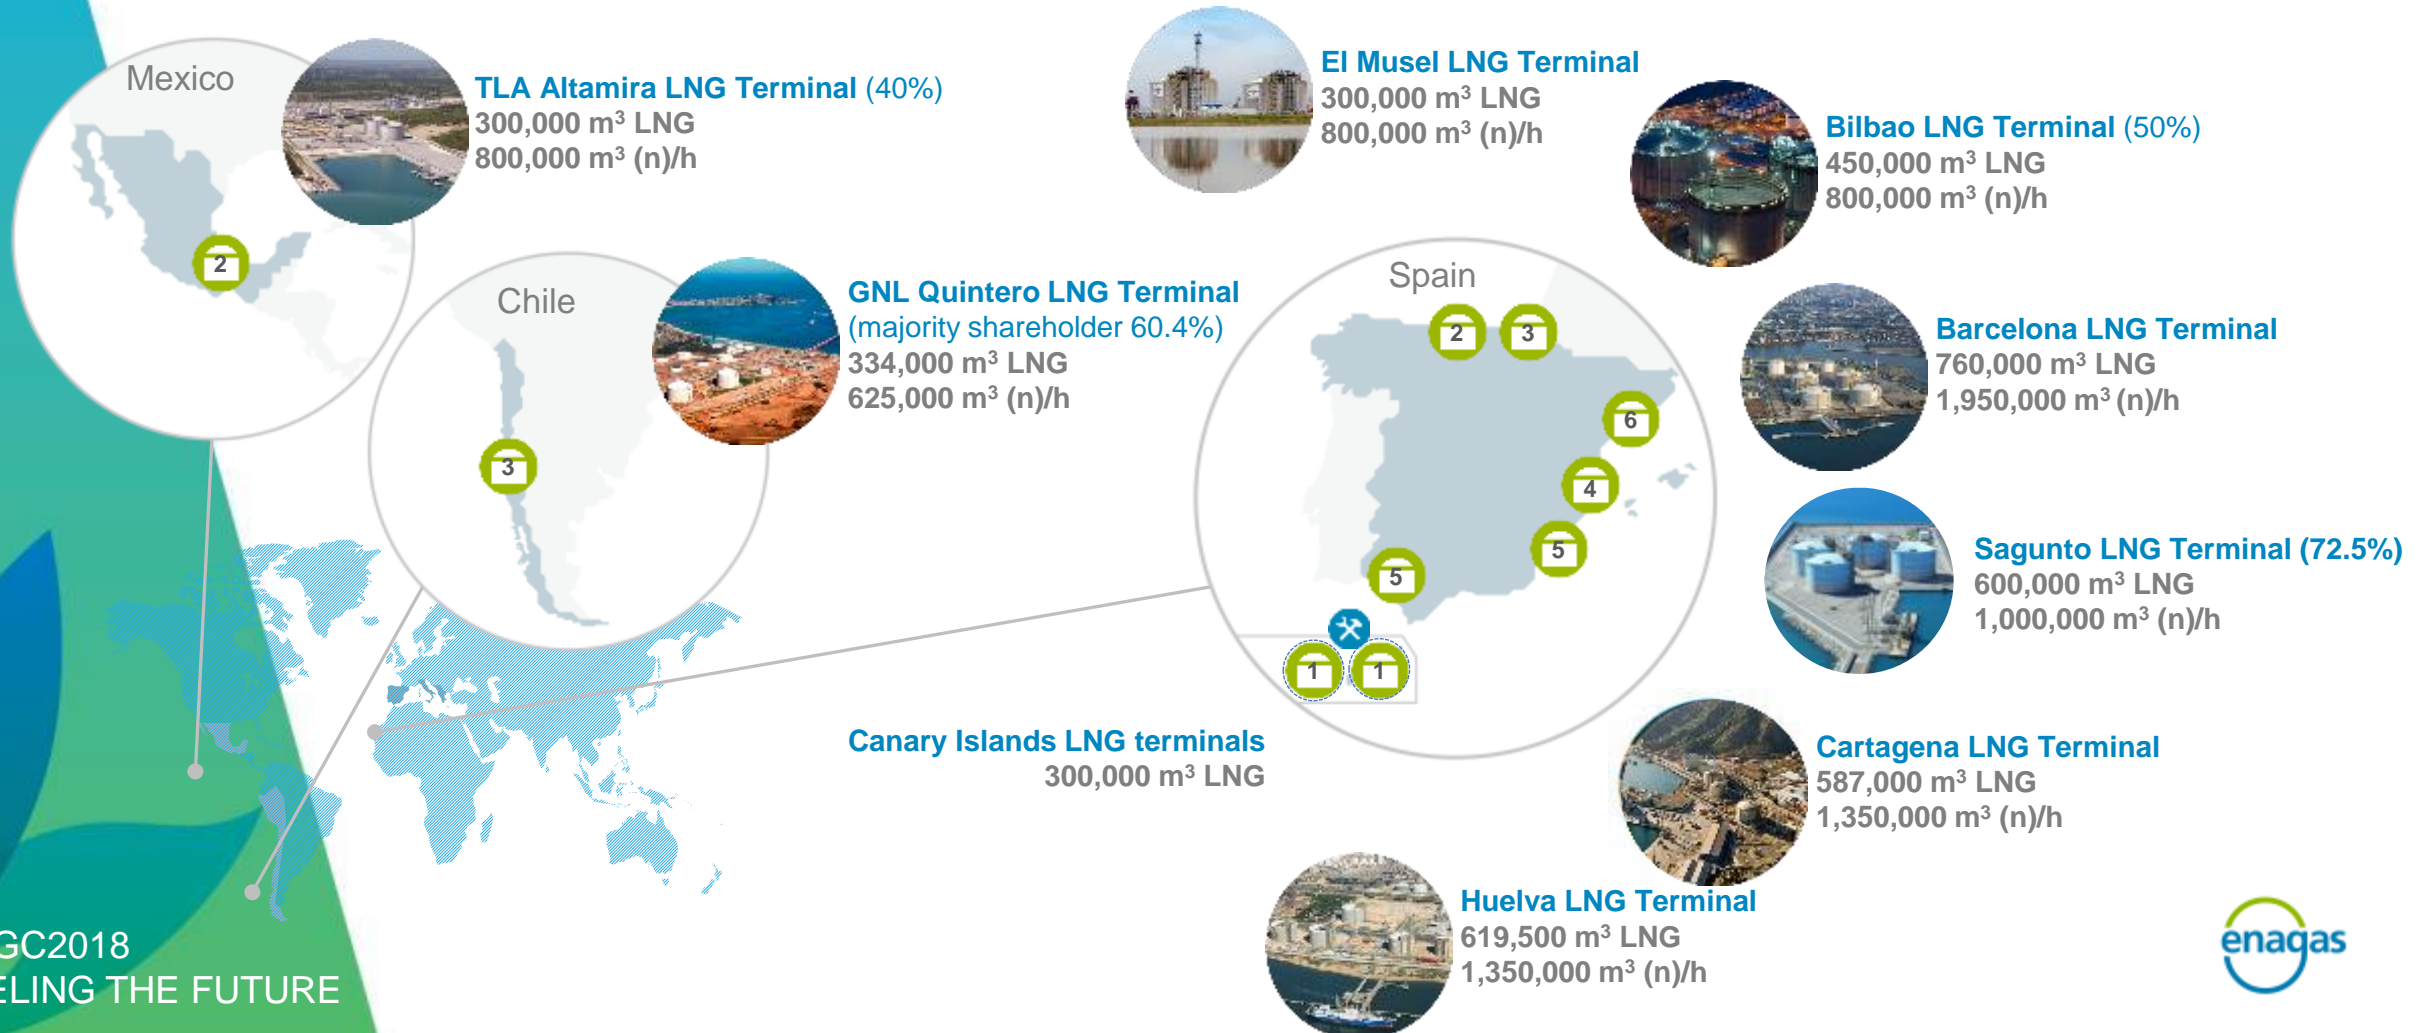 Mexico
TLA Altamira LNG Terminal (40%)
300,000 m³ LNG
800,000 m³ (n)/h
2
Chile
GNL Quintero LNG Terminal
(majority shareholder 60.4%)
334,000 m³ LNG
625,000 m³ (n)/h
3
El Musel LNG Terminal
300,000 m³ LNG
800,000 m³ (n)/h
Bilbao LNG Terminal (50%)
450,000 m³ LNG
800,000 m³ (n)/h
Spain
2
3
6
4
5
5
1
1
Barcelona LNG Terminal
760,000 m³ LNG
1,950,000 m³ (n)/h
Sagunto LNG Terminal (72.5%)
600,000 m³ LNG
1,000,000 m³ (n)/h
Canary Islands LNG terminals
300,000 m³ LNG
Cartagena LNG Terminal
587,000 m³ LNG
1,350,000 m³ (n)/h
Huelva LNG Terminal
619,500 m³ LNG
1,350,000 m³ (n)/h
GC2018
ELING THE FUTURE
enagas